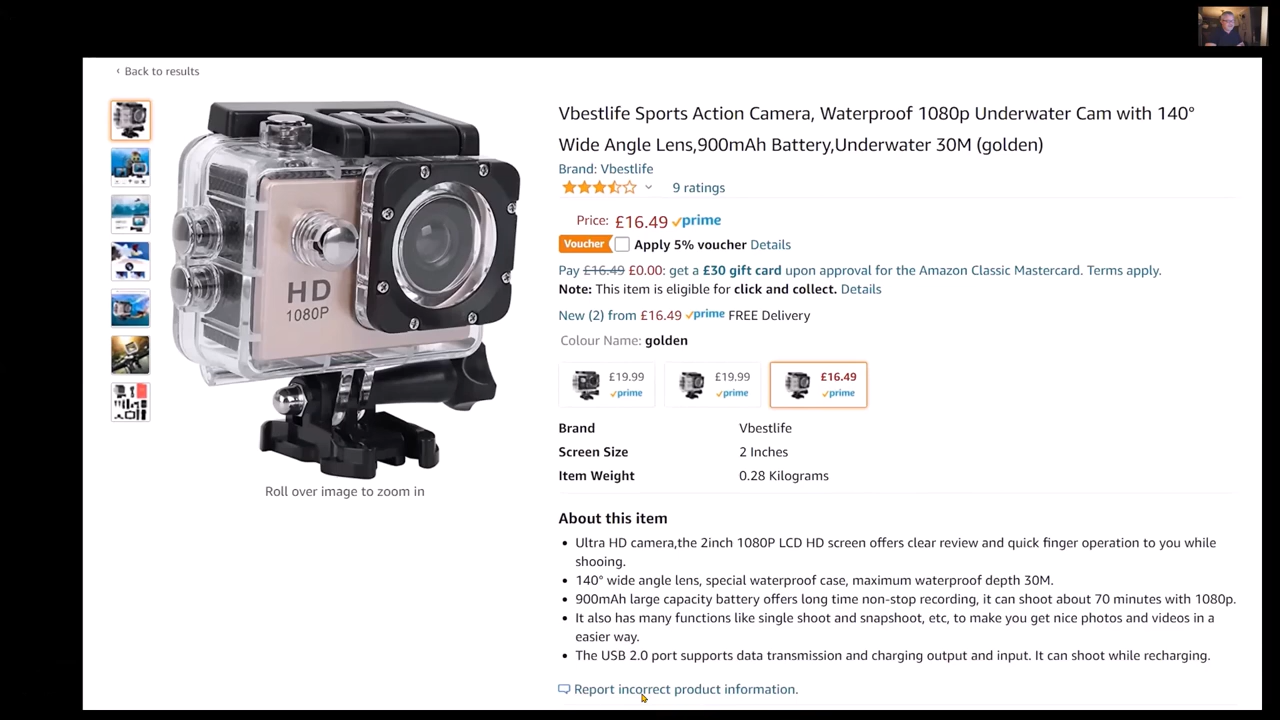 ‹ Back to results
Vbestlife Sports Action Camera, Waterproof 1080p Underwater Cam with 140°
Wide Angle Lens,900mAh Battery,Underwater 30M (golden)
Brand: Vbestlife
9 ratings
Price: £16.49 prime
Voucher Apply 5% voucher Details
Pay £16.49 £0.00: get a £30 gift card upon approval for the Amazon Classic Mastercard. Terms apply.
Note: This item is eligible for click and collect. Details
New (2) from £16.49 prime FREE Delivery
Colour Name: golden
£19.99 £19.99 £16.49
prime prime prime
HD
1080P
Brand Vbestlife
Screen Size 2 Inches
Item Weight 0.28 Kilograms
Roll over image to zoom in
About this item
• Ultra HD camera,the 2inch 1080P LCD HD screen offers clear review and quick finger operation to you while
shooing.
• 140° wide angle lens, special waterproof case, maximum waterproof depth 30M.
• 900mAh large capacity battery offers long time non-stop recording, it can shoot about 70 minutes with 1080p.
• It also has many functions like single shoot and snapshoot, etc, to make you get nice photos and videos in a
easier way.
• The USB 2.0 port supports data transmission and charging output and input. It can shoot while recharging.
Report incorrect product information.